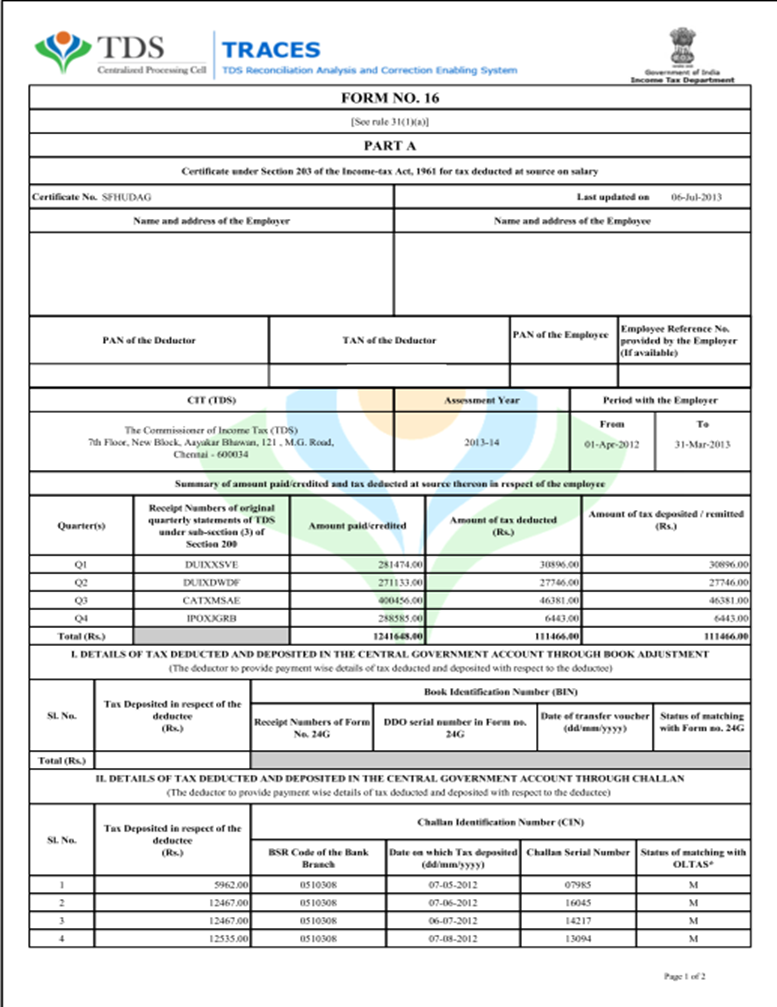 TDS
Centralized Processing Cell
TRACES
TDS Reconciliation Analysis and Correction Enabling System
Government of India
Income Tax Department
FORM NO. 16
[See rule 31(1)(a)]
PART A
Certificate under Section 203 of the Income-tax Act, 1961 for tax deducted at source on salary
Certificate No. SFHUDAG Last updated on 06-Jul-2013
Name and address of the Employer Name and address of the Employee
PAN of the Deductor TAN of the Deductor PAN of the Employee Employee Reference No. provided by the Employer (If available)
CIT (TDS) Assessment Year Period with the Employer
The Commissioner of Income Tax (TDS)
7th Floor, New Block, Aayakar Bhawan, 121 , M.G. Road,
Chennai - 600034
2013-14
From To
01-Apr-2012 31-Mar-2013
Summary of amount paid/credited and tax deducted at source thereon in respect of the employee
Quarter(s) Receipt Numbers of original quarterly statements of TDS under sub-section (3) of Section 200 Amount paid/credited Amount of tax deducted (Rs.) Amount of tax deposited / remitted (Rs.)
Q1 DUIXXSVE 281474.00 30896.00 30896.00
Q2 DUIXDWDF 271133.00 27746.00 27746.00
Q3 CATXMSAE 400456.00 46381.00 46381.00
Q4 IPOXJGRB 288585.00 6443.00 6443.00
Total (Rs.) 1241648.00 111466.00 111466.00
I. DETAILS OF TAX DEDUCTED AND DEPOSITED IN THE CENTRAL GOVERNMENT ACCOUNT THROUGH BOOK ADJUSTMENT
(The deductor to provide payment wise details of tax deducted and deposited with respect to the deductee)
Sl. No. Tax Deposited in respect of the deductee (Rs.) Book Identification Number (BIN)
Receipt Numbers of Form No. 24G DDO serial number in Form no. 24G Date of transfer voucher (dd/mm/yyyy) Status of matching with Form no. 24G
Total (Rs.)
II. DETAILS OF TAX DEDUCTED AND DEPOSITED IN THE CENTRAL GOVERNMENT ACCOUNT THROUGH CHALLAN
(The deductor to provide payment wise details of tax deducted and deposited with respect to the deductee)
Sl. No. Tax Deposited in respect of the deductee (Rs.) Challan Identification Number (CIN)
BSR Code of the Bank Branch Date on which Tax deposited (dd/mm/yyyy) Challan Serial Number Status of matching with OLTAS*
1 5962.00 0510308 07-05-2012 07985 M
2 12467.00 0510308 07-06-2012 16045 M
3 12467.00 0510308 06-07-2012 14217 M
4 12535.00 0510308 07-08-2012 13094 M
Page 1 of 2